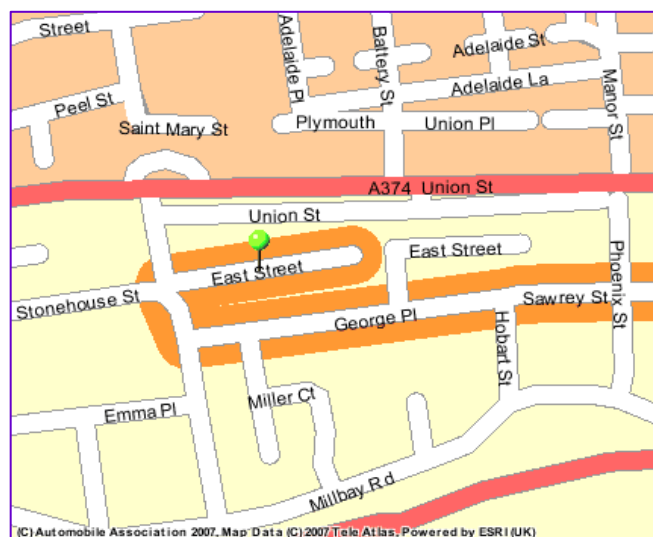 Street
Adelaide Pl
Battery St
Adelaide St
Adelaide La
Manor St
Peel St
Saint Mary St
Plymouth
Union Pl
A374 Union St
Union St
East Street
East Street
Stonehouse St
George Pl
Sawrey St
Phoenix St
Hobart St
Miller Ct
Emma Pl
Millbay Rd
(C) Automobile Association 2007, Map Data (C) 2007 Tele Atlas, Powered by ESRI(UK)